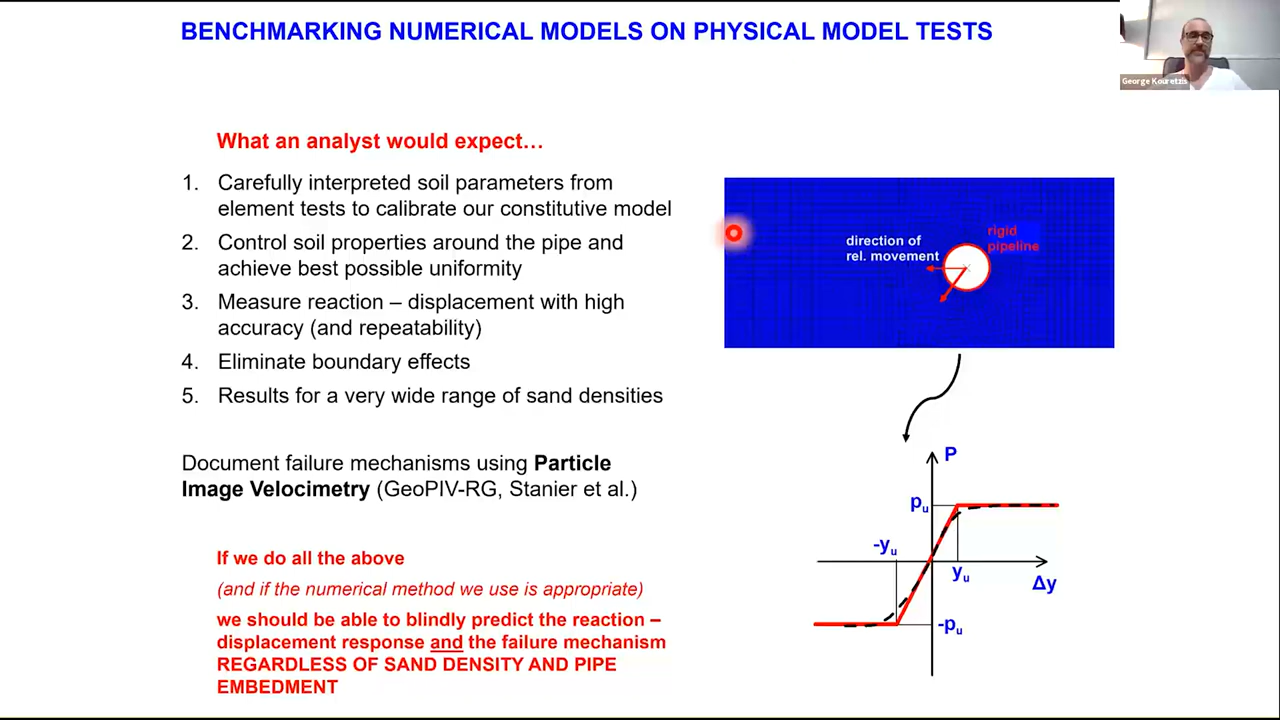 BENCHMARKING NUMERICAL MODELS ON PHYSICAL MODEL TESTS
George Kouretzis
What an analyst would expect…
1. Carefully interpreted soil parameters from
element tests to calibrate our constitutive model
2. Control soil properties around the pipe and
achieve best possible uniformity
3. Measure reaction – displacement with high
accuracy (and repeatability)
4. Eliminate boundary effects
5. Results for a very wide range of sand densities
Document failure mechanisms using Particle
Image Velocimetry (GeoPIV-RG, Stanier et al.)
If we do all the above
(and if the numerical method we use is appropriate)
we should be able to blindly predict the reaction –
displacement response and the failure mechanism
REGARDLESS OF SAND DENSITY AND PIPE
EMBEDMENT
direction of
rel. movement
rigid
pipeline
P
pu
-yu
yu
Δy
-pu